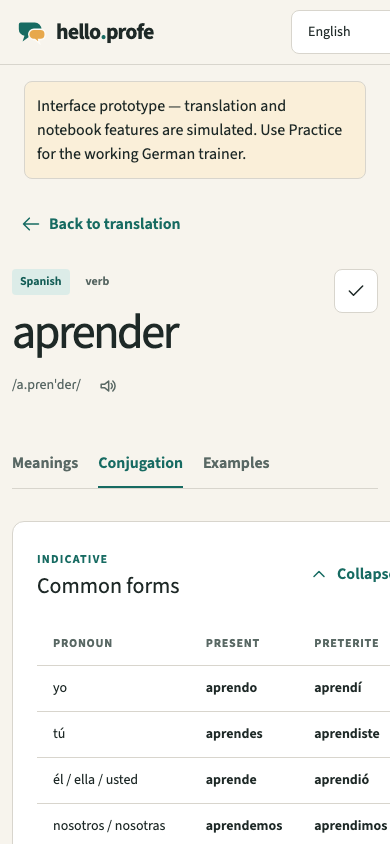 hello.profe
English
Interface prototype — translation and
notebook features are simulated. Use Practice
for the working German trainer.
Back to translation
Spanish verb
aprender
/a.pren'der/
Meanings Conjugation Examples
INDICATIVE
Common forms
Collapse
PRONOUN PRESENT PRETERITE
yo aprendo aprendí
tú aprendes aprendiste
él / ella / usted aprende aprendió
nosotros / nosotras aprendemos aprendimos